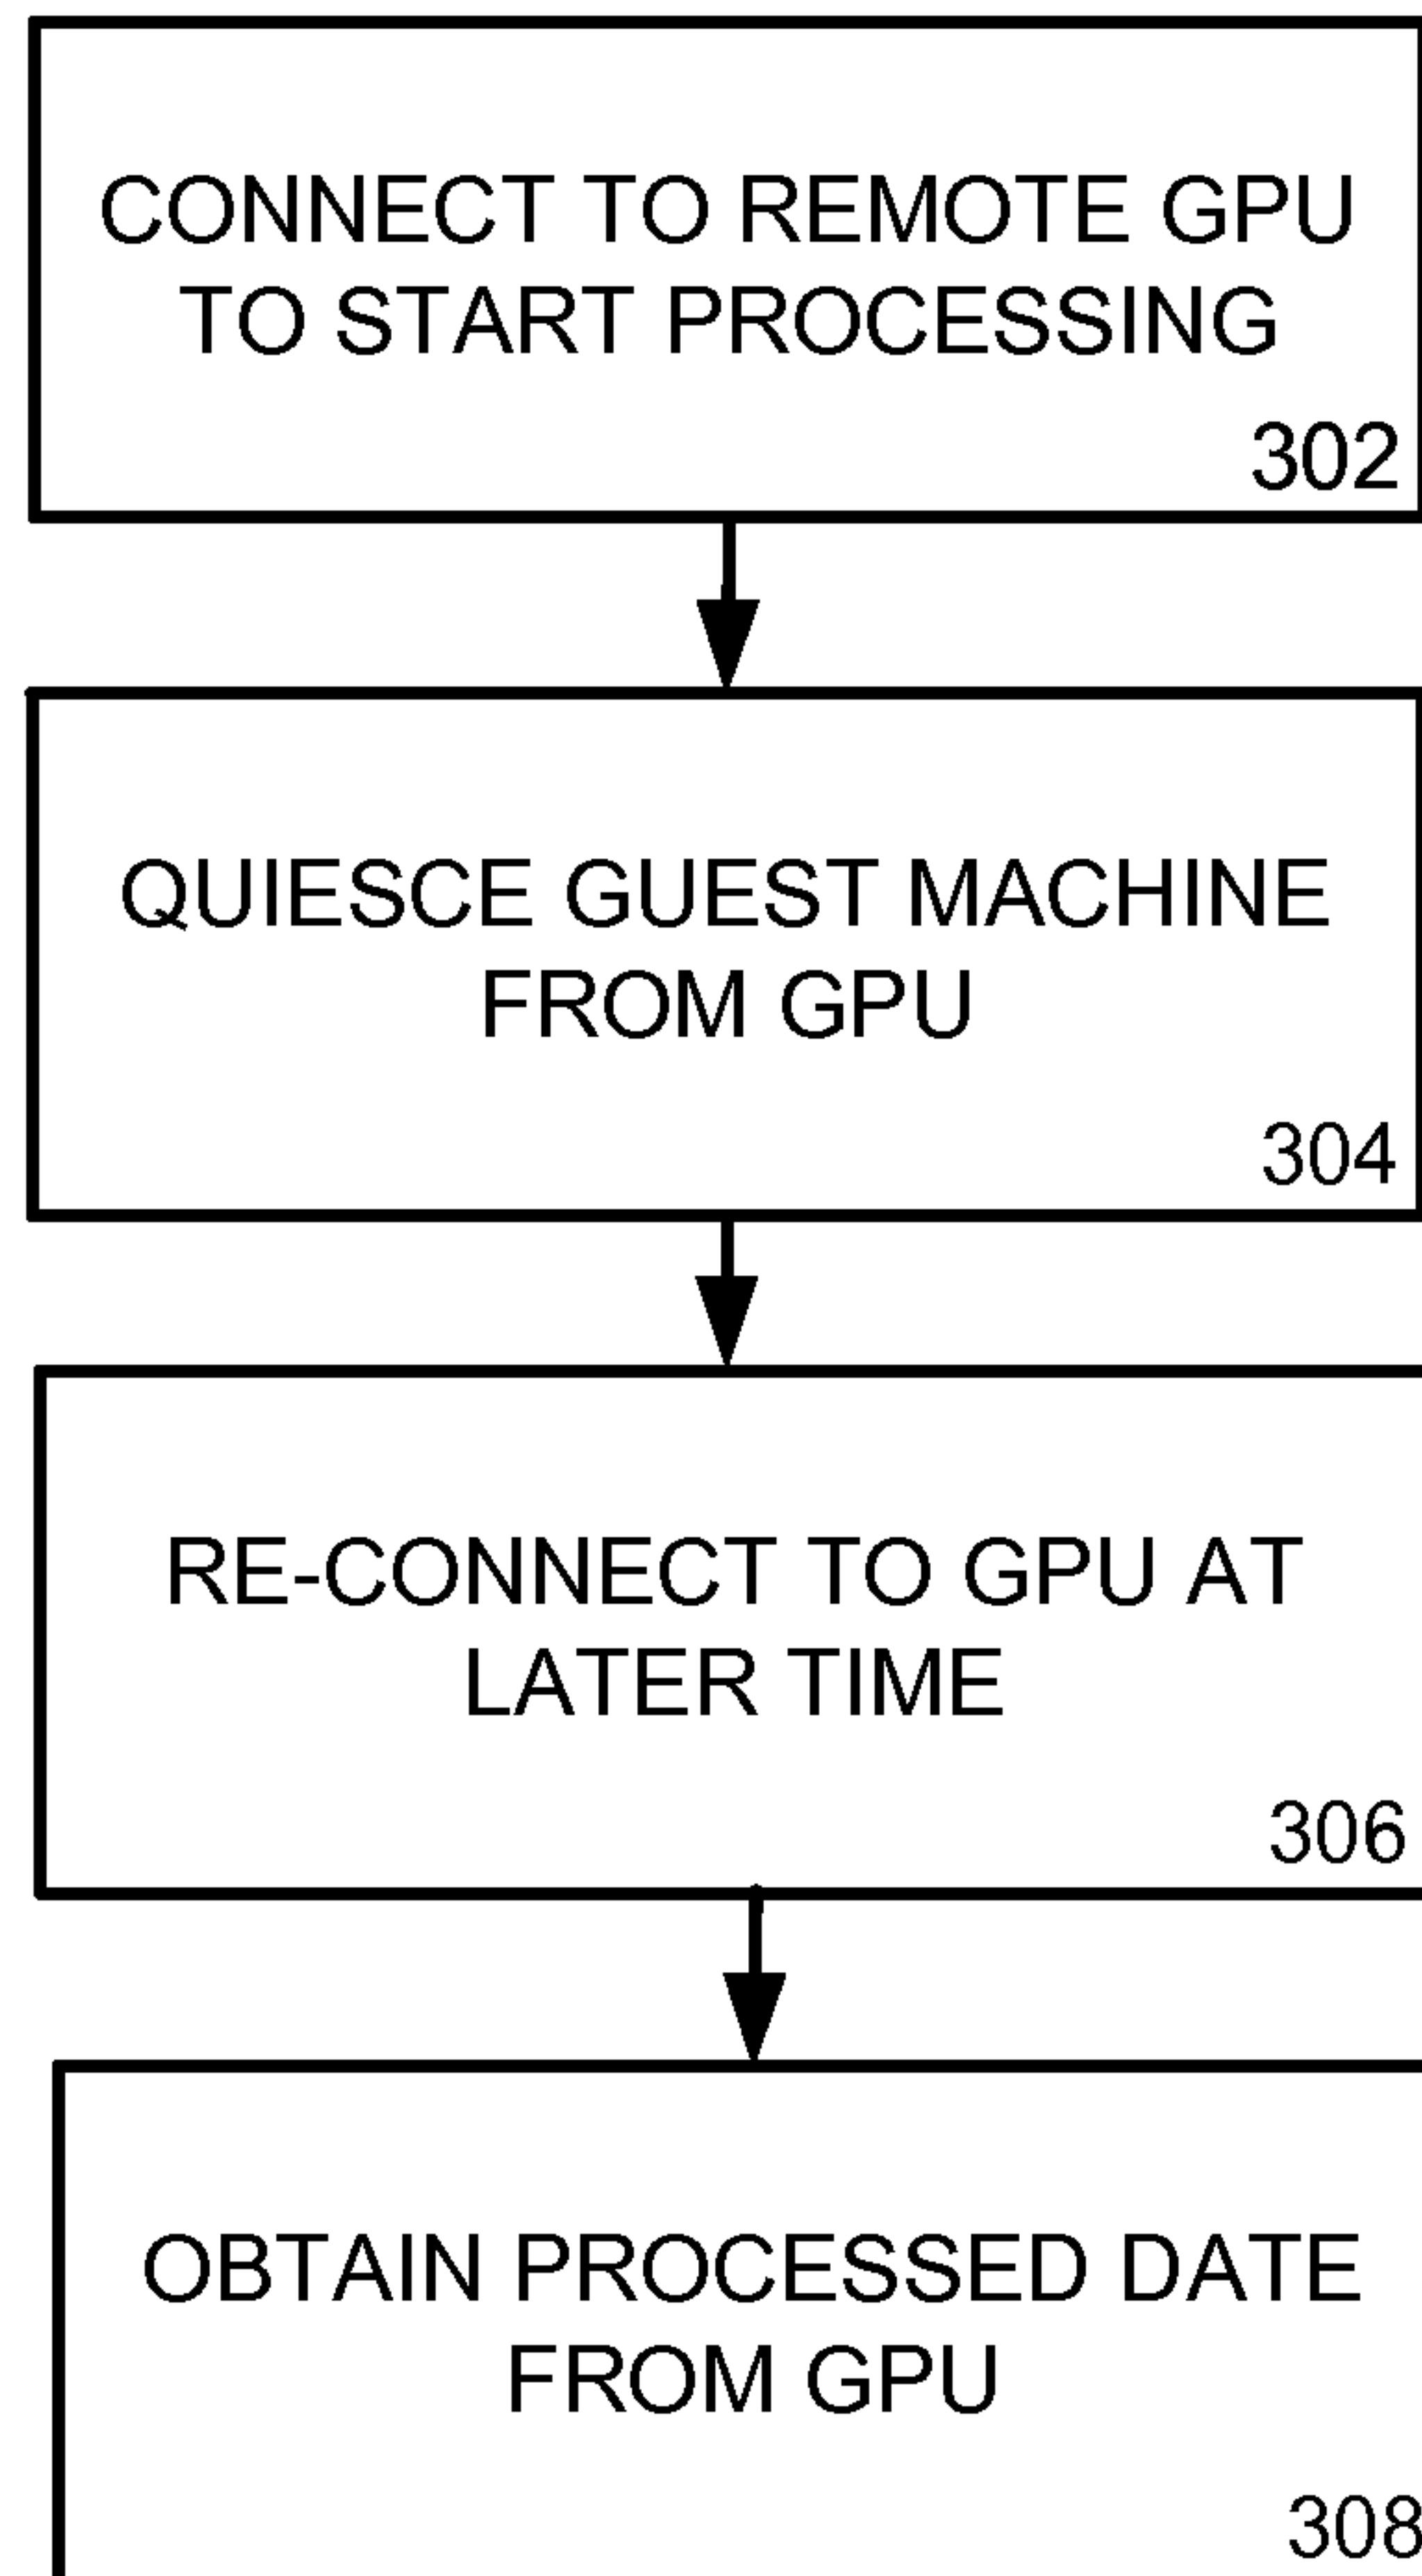 CONNECT TO REMOTE GPU
TO START PROCESSING
302
QUIESCE GUEST MACHINE
FROM GPU
304
RE-CONNECT TO GPU AT
LATER TIME
306
OBTAIN PROCESSED DATE
FROM GPU
308